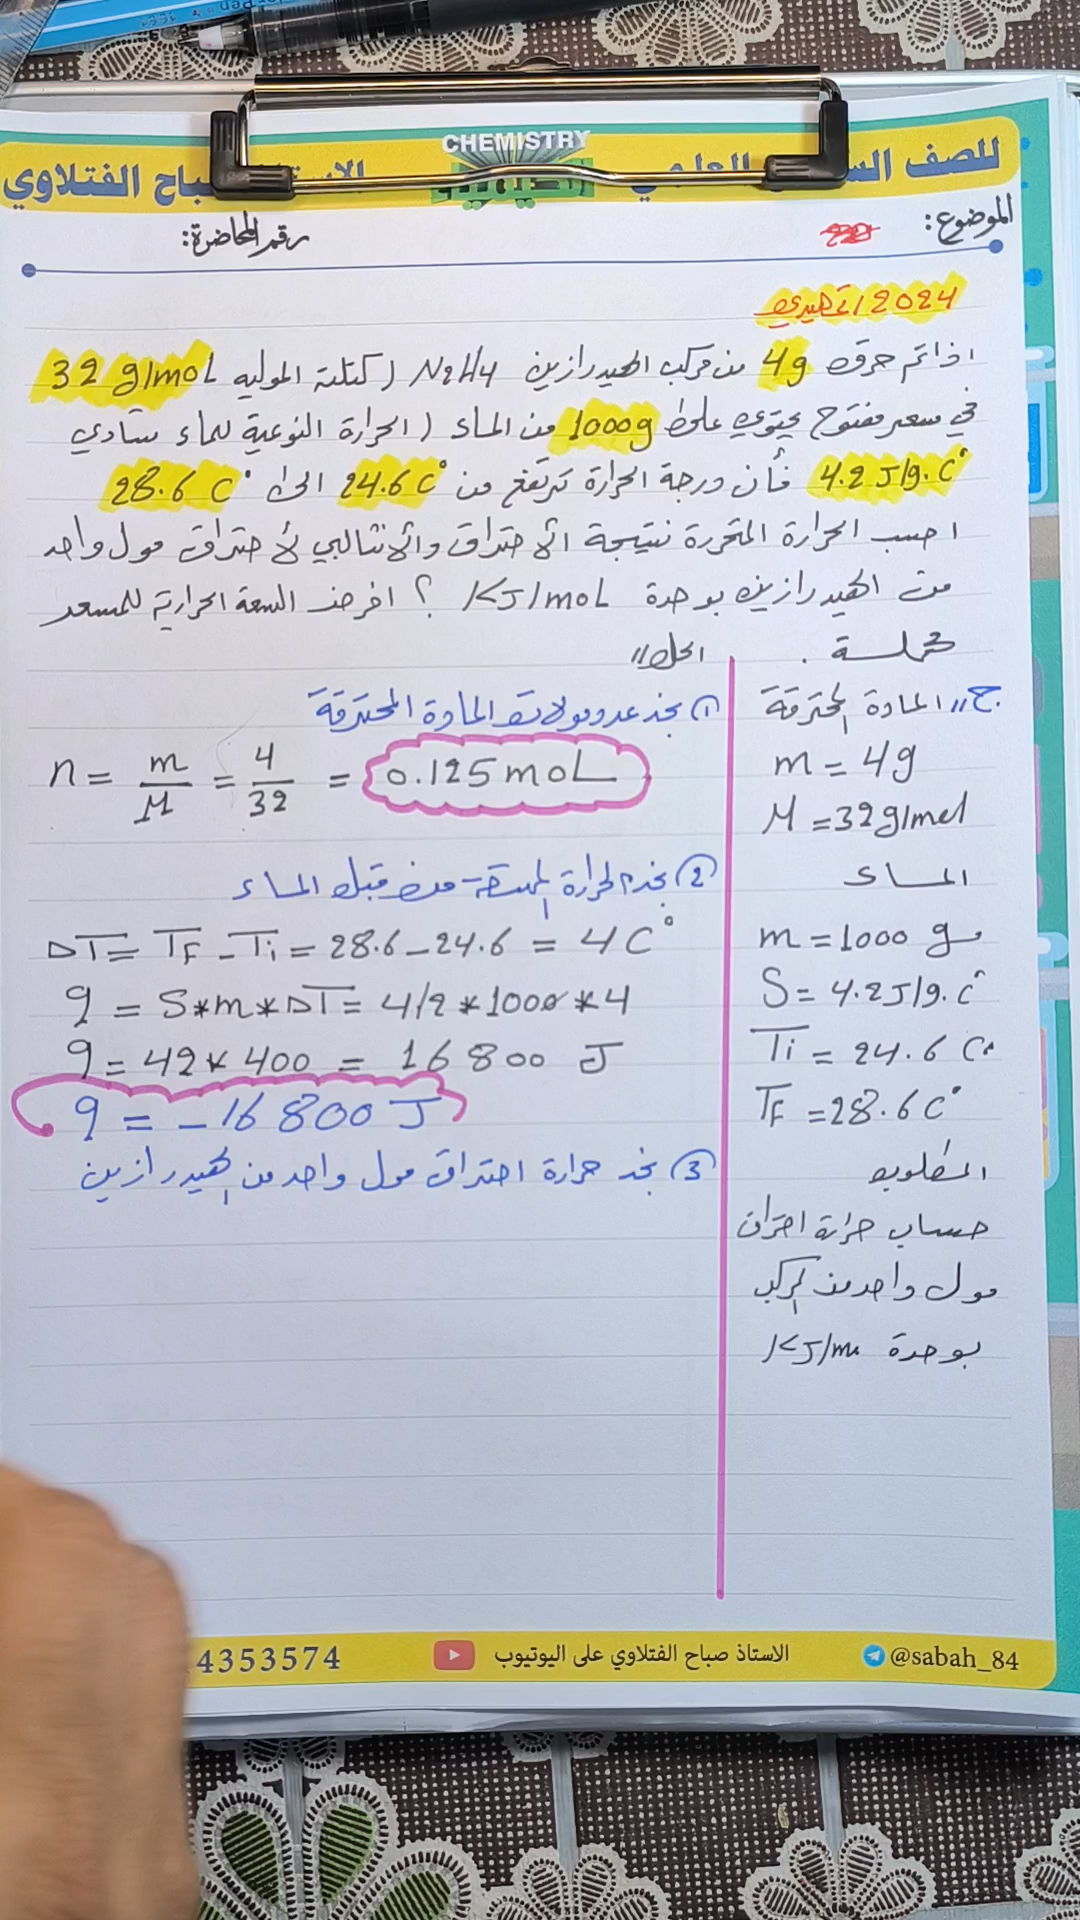 CHEMISTRY
للصف العلمي
صباح الفتلاوي
الموضوع:
رقم المحاضرة:
2024 / تمهيدي
اذا تم حرق 4g من مركب الهيدرازين N2H4 (كتلته المولية 32 g/mol
في مسعر مفتوح يحتوي على 1000g من الماء (الحرارة النوعية للماء تساوي
4.2 J/g.C° فأن درجة الحرارة ترتفع من 24.6 C° الى 28.6 C°
احسب الحرارة المتحررة نتيجة الاحتراق والانثالبي لاحتراق مول واحد
من الهيدرازين بوحدة KJ/mol ؟ افرض السعة الحرارية للمسعر
مهملة .
الحل //
ج// المادة المحترقة
m = 4g
M = 32 g/mol
الماء
m = 1000 g
S = 4.2 J/g.C°
Ti = 24.6 C°
TF = 28.6 C°
المطلوب
حساب حرارة احتراق
مول واحد من المركب
بوحدة KJ/m
① نجد عدد مولات المادة المحترقة
n = m/M = 4/32 = 0.125 mol
② نجد الحرارة الممتصة من قبل الماء
ΔT = TF - Ti = 28.6 - 24.6 = 4 C°
q = S*m*ΔT = 4/2 * 1000 * 4
q = 42 * 400 = 16800 J
q = - 16800 J
③ نجد حرارة احتراق مول واحد من الهيدرازين
4353574
الاستاذ صباح الفتلاوي على اليوتيوب
@sabah_84